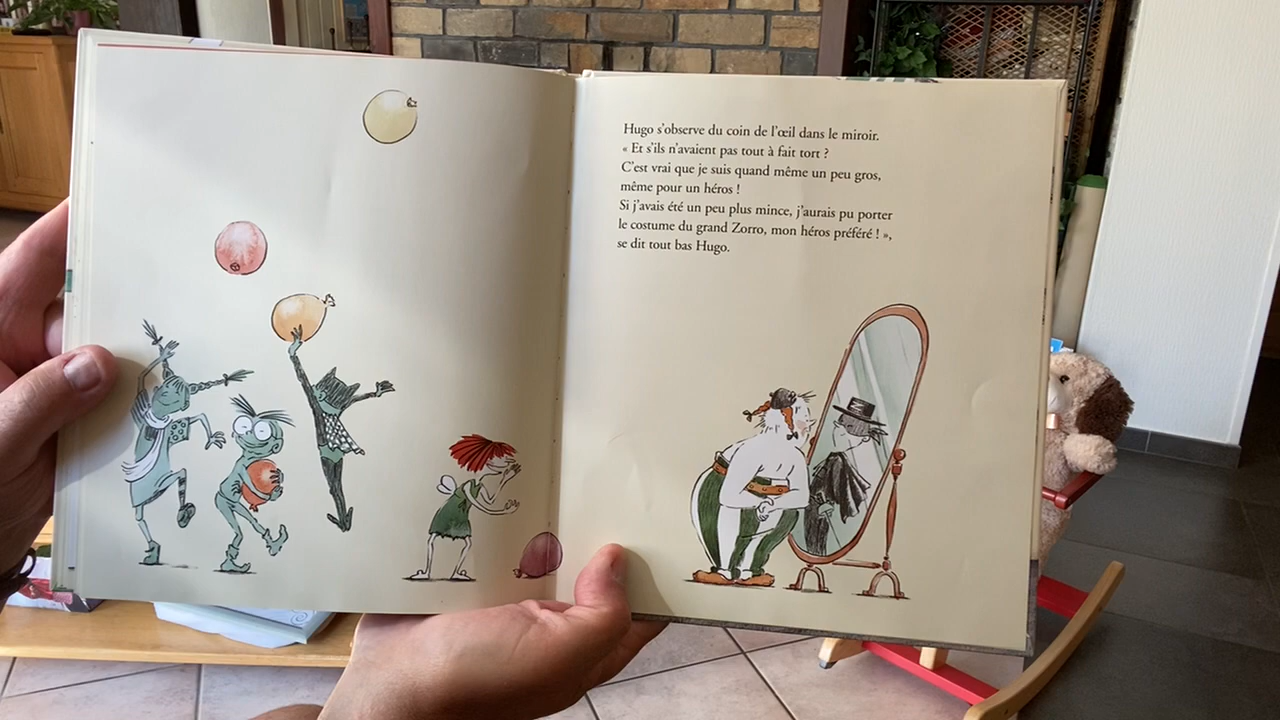 Hugo s'observe du coin de l'œil dans le miroir.
« Et s'ils n'avaient pas tout à fait tort ?
C'est vrai que je suis quand même un peu gros,
même pour un héros !
Si j'avais été un peu plus mince, j'aurais pu porter
le costume du grand Zorro, mon héros préféré ! »,
se dit tout bas Hugo.